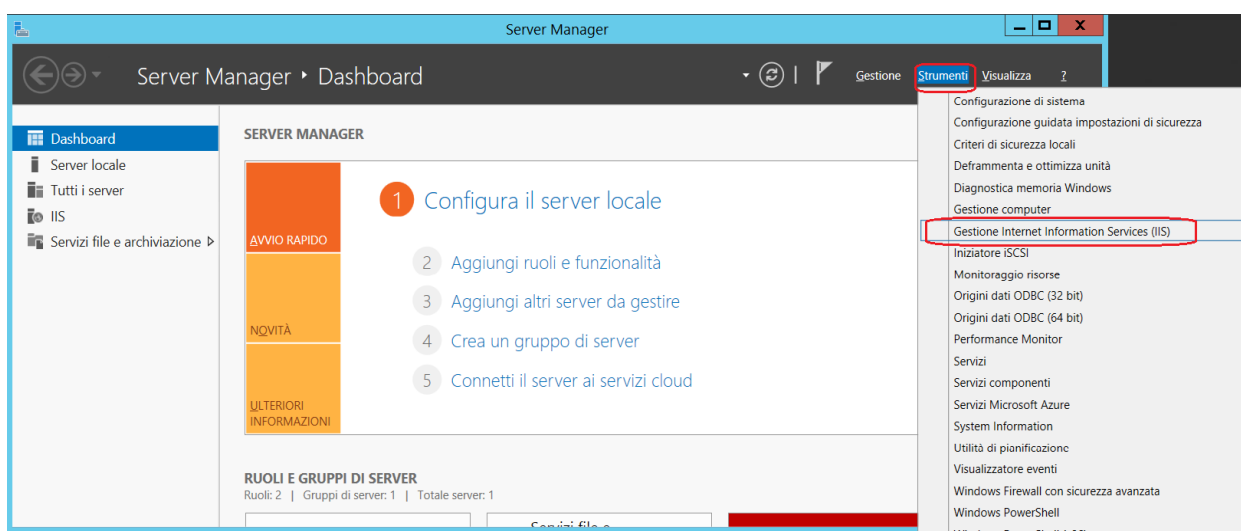 Server Manager
Server Manager • Dashboard
Gestione
Strumenti
Visualizza
?
Dashboard
Server locale
Tutti i server
IIS
Servizi file e archiviazione
SERVER MANAGER
AVVIO RAPIDO
NOVITÀ
ULTERIORI
INFORMAZIONI
1 Configura il server locale
2 Aggiungi ruoli e funzionalità
3 Aggiungi altri server da gestire
4 Crea un gruppo di server
5 Connetti il server ai servizi cloud
RUOLI E GRUPPI DI SERVER
Ruoli: 2 | Gruppi di server: 1 | Totale server: 1
Configurazione di sistema
Configurazione guidata impostazioni di sicurezza
Criteri di sicurezza locali
Deframmenta e ottimizza unità
Diagnostica memoria Windows
Gestione computer
Gestione Internet Information Services (IIS)
Iniziatore iSCSI
Monitoraggio risorse
Origini dati ODBC (32 bit)
Origini dati ODBC (64 bit)
Performance Monitor
Servizi
Servizi componenti
Servizi Microsoft Azure
System Information
Utilità di pianificazione
Visualizzatore eventi
Windows Firewall con sicurezza avanzata
Windows PowerShell